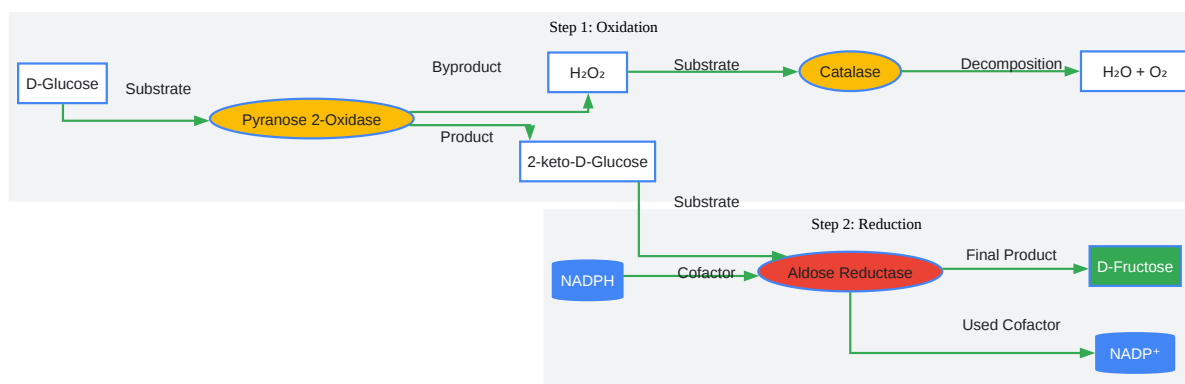 Step 1: Oxidation
D-Glucose
Substrate
Pyranose 2-Oxidase
Byproduct
H₂O₂
Substrate
Catalase
Decomposition
H₂O + O₂
Product
2-keto-D-Glucose
Substrate
Step 2: Reduction
NADPH
Cofactor
Aldose Reductase
Final Product
D-Fructose
Used Cofactor
NADP⁺